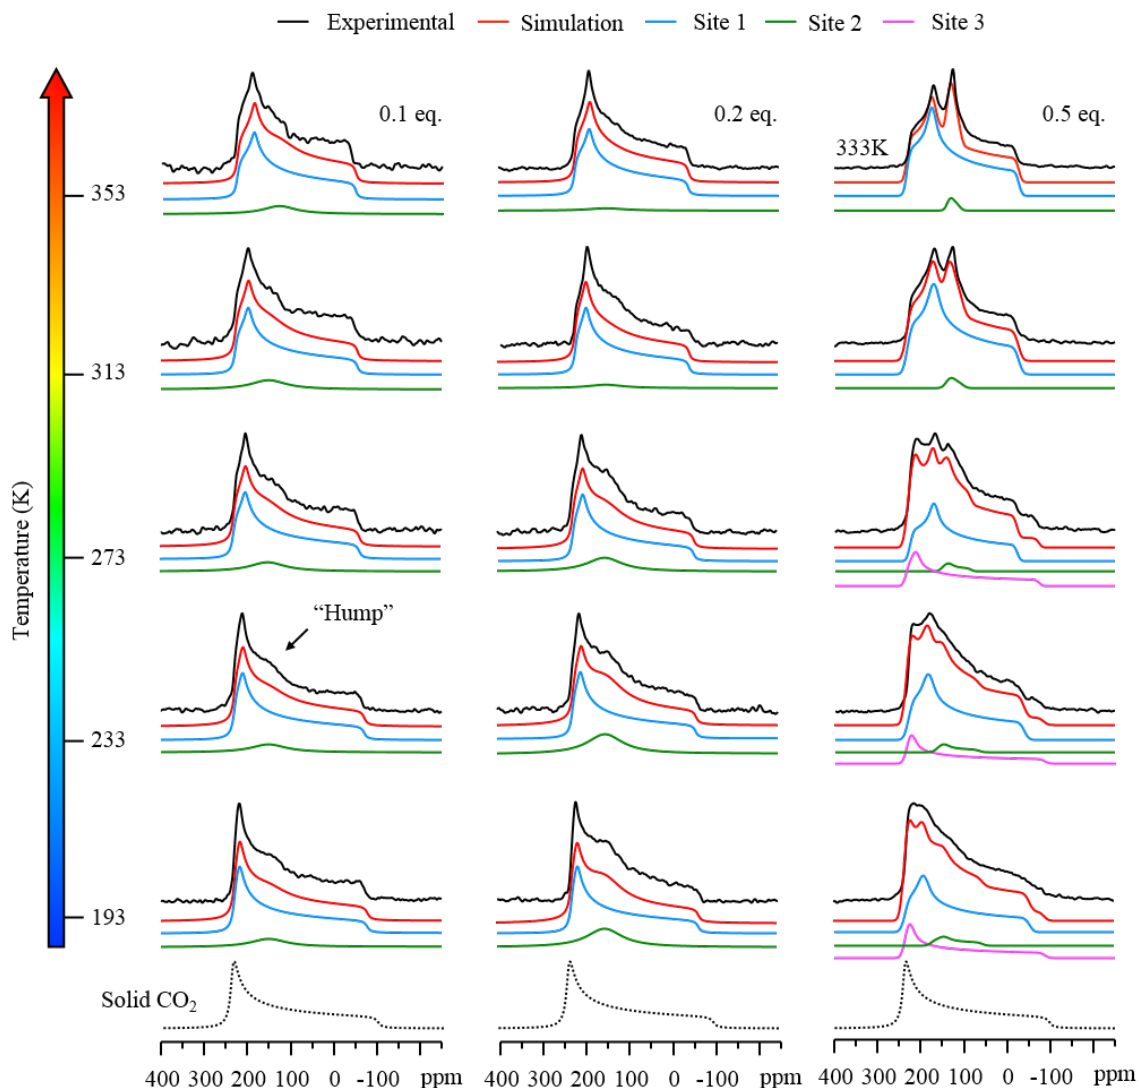 Experimental Simulation Site 1 Site 2 Site 3
0.1 eq. 0.2 eq. 0.5 eq.
333K
353
313
273
Temperature (K)
“Hump”
233
193
Solid CO₂
400 300 200 100 0 -100 ppm 400 300 200 100 0 -100 ppm 400 300 200 100 0 -100 ppm